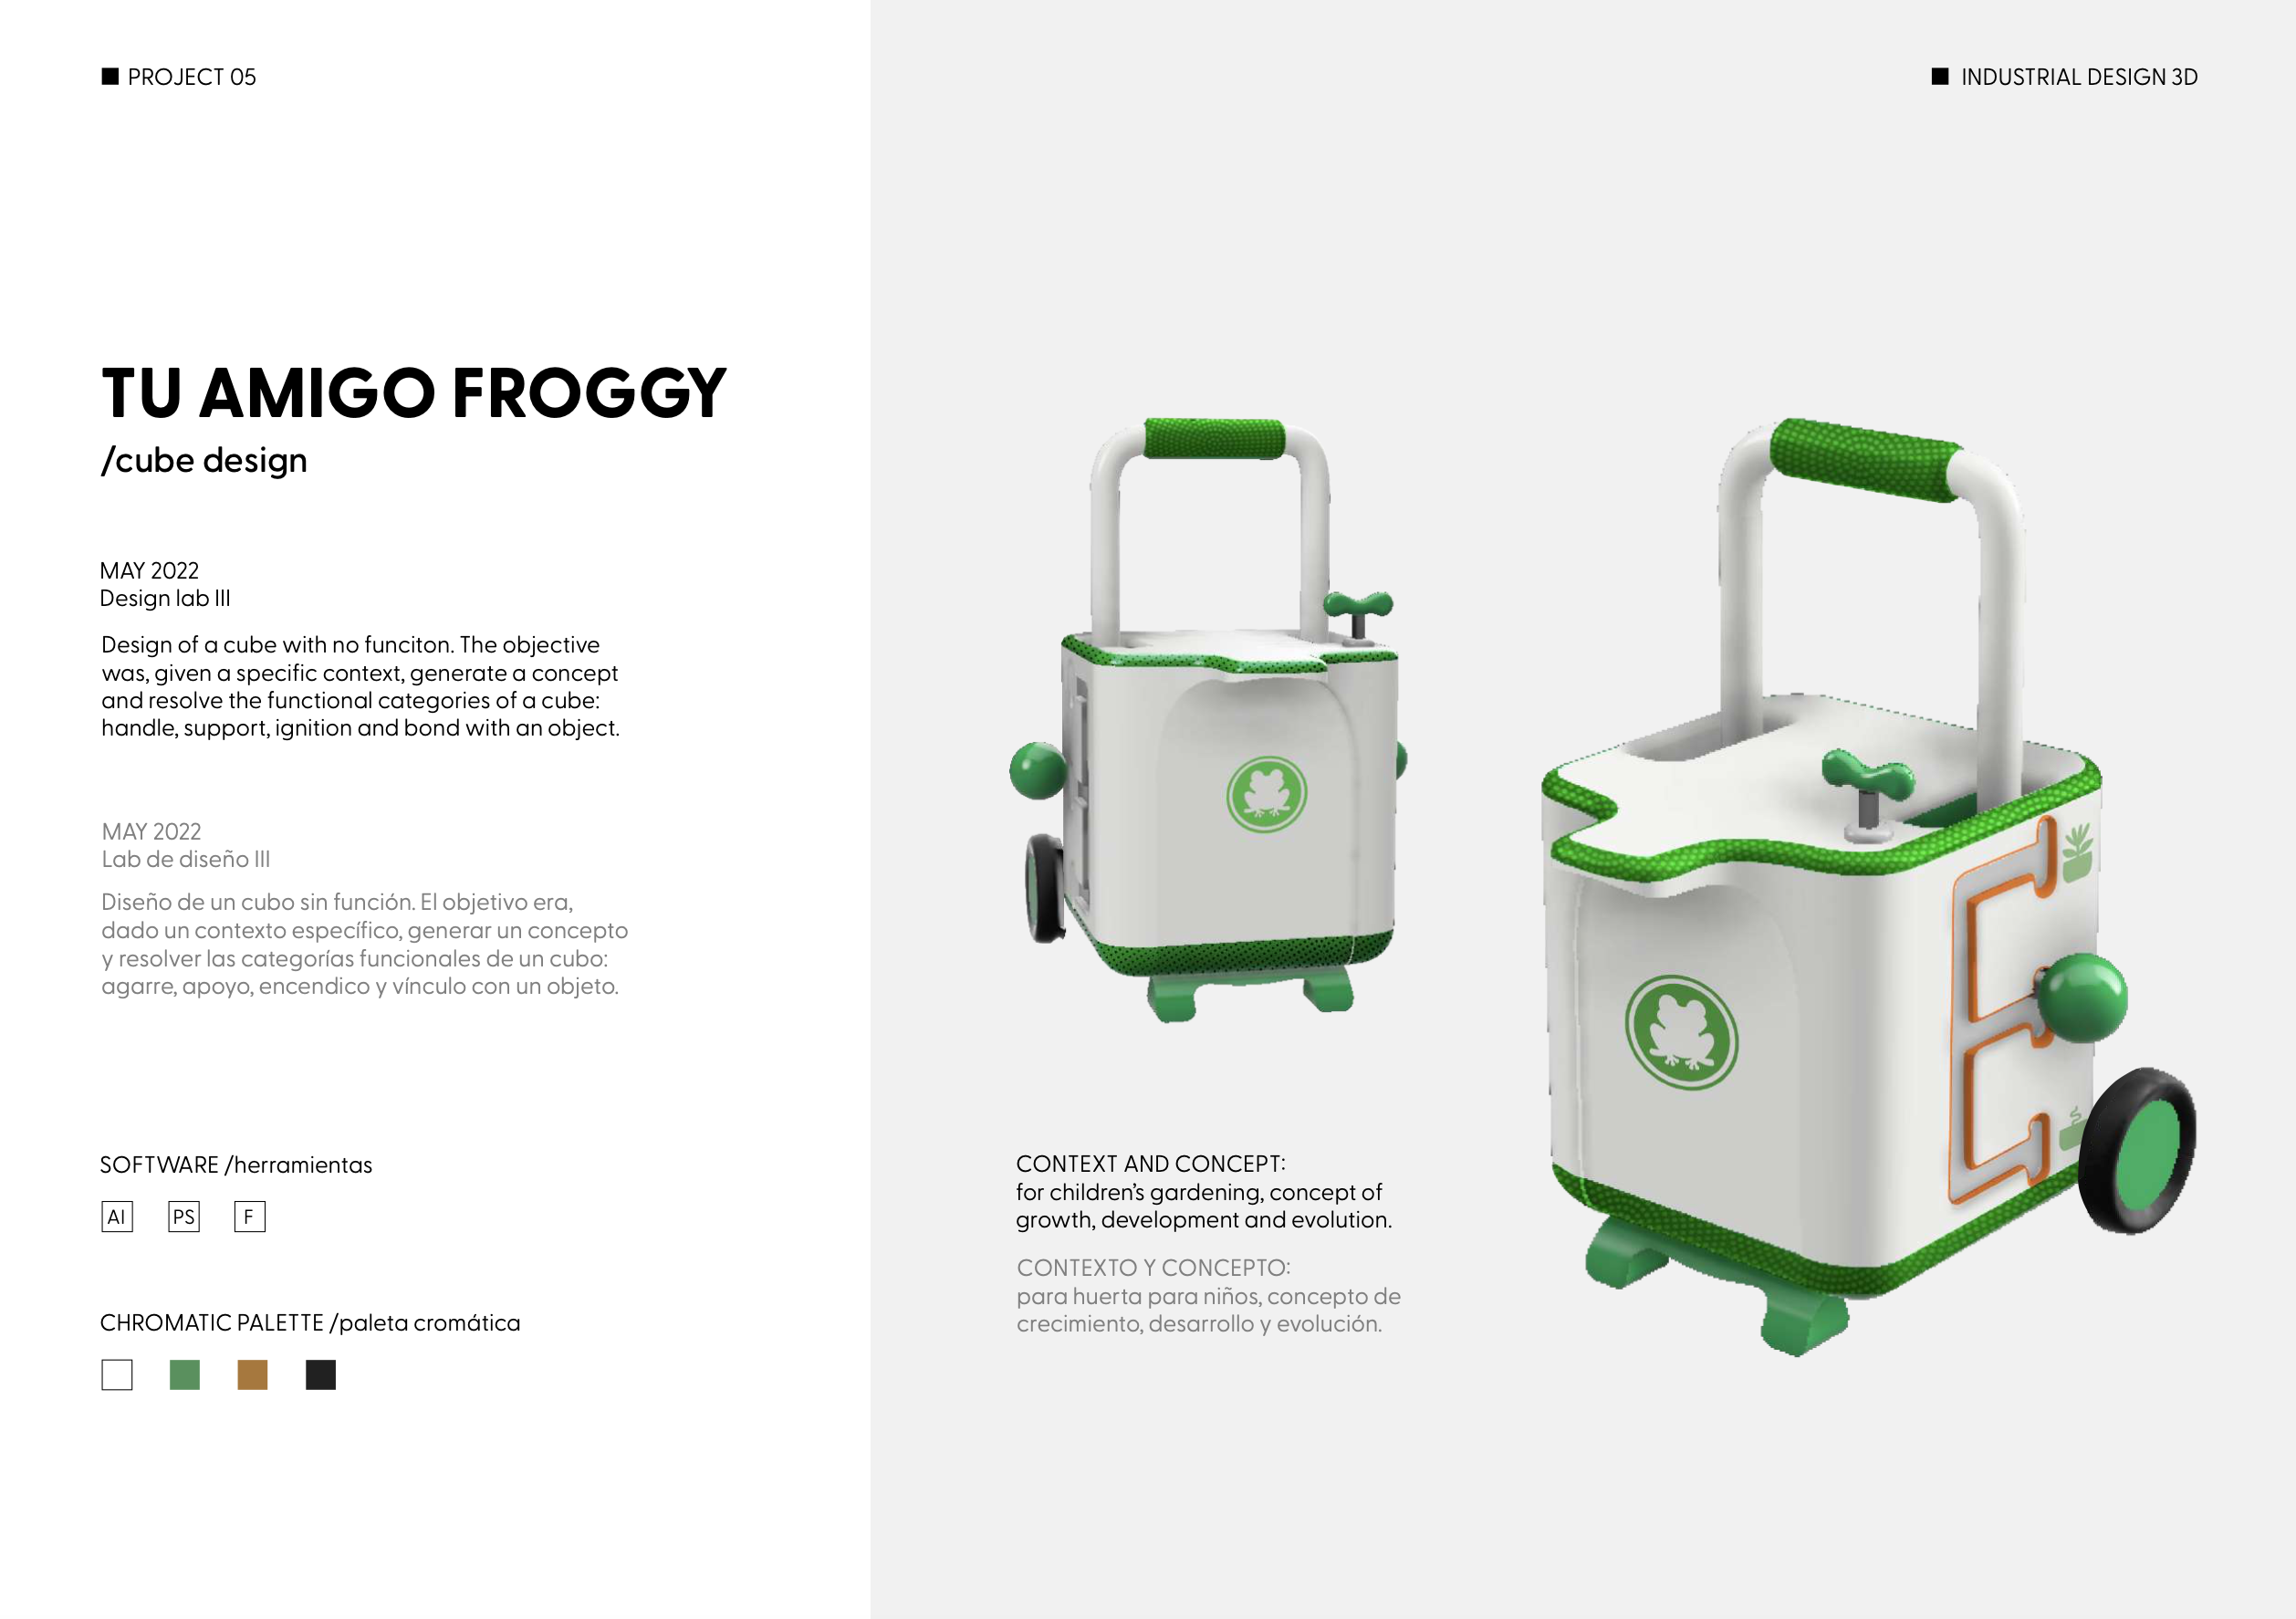 PROJECT 05
INDUSTRIAL DESIGN 3D
TU AMIGO FROGGY
/cube design
MAY 2022
Design lab III
Design of a cube with no funciton. The objective
was, given a specific context, generate a concept
and resolve the functional categories of a cube:
handle, support, ignition and bond with an object.
MAY 2022
Lab de diseño III
Diseño de un cubo sin función. El objetivo era,
dado un contexto específico, generar un concepto
y resolver las categorías funcionales de un cubo:
agarre, apoyo, encendico y vínculo con un objeto.
SOFTWARE /herramientas
AI PS F
CHROMATIC PALETTE /paleta cromática
CONTEXT AND CONCEPT:
for children’s gardening, concept of
growth, development and evolution.
CONTEXTO Y CONCEPTO:
para huerta para niños, concepto de
crecimiento, desarrollo y evolución.